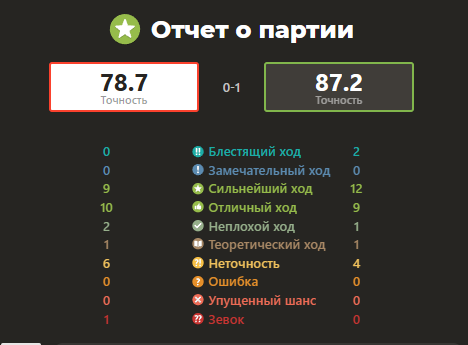 Отчет о партии
78.7 0-1 87.2
Точность Точность
0 !! Блестящий ход 2
0 ! Замечательный ход 0
9 Сильнейший ход 12
10 Отличный ход 9
2 Неплохой ход 1
1 Теоретический ход 1
6 ?! Неточность 4
0 ? Ошибка 0
0 Упущенный шанс 0
1 ?? Зевок 0